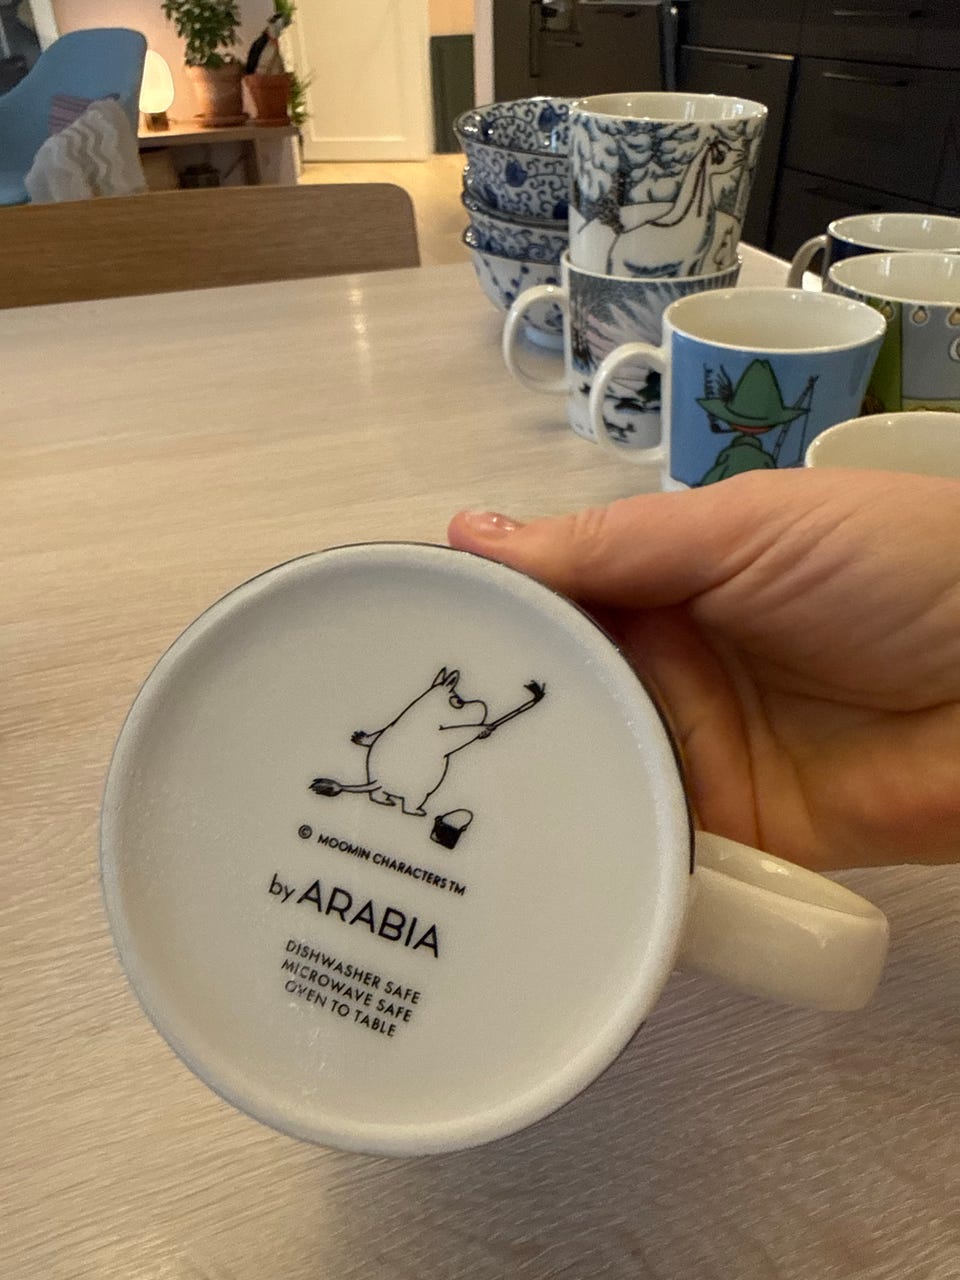 © MOOMIN CHARACTERS™
by ARABIA
DISHWASHER SAFE
MICROWAVE SAFE
OVEN TO TABLE